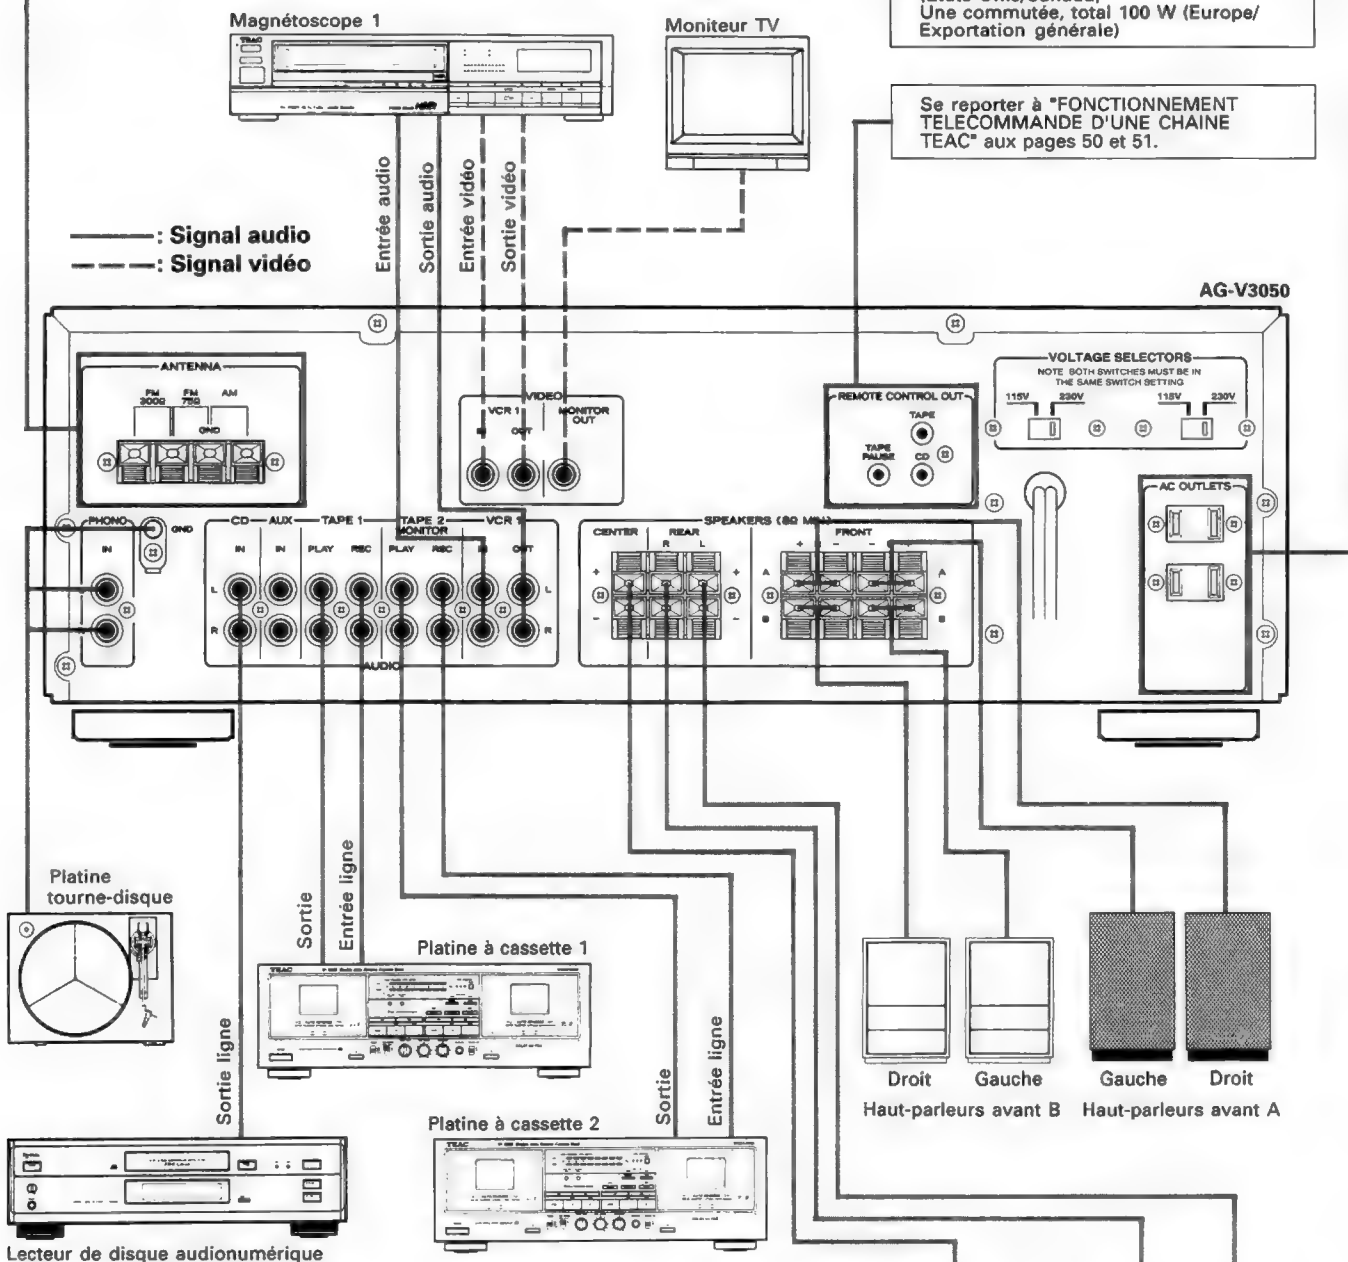 Une commutée, total 100 W (Europe/
Exportation générale)
Magnétoscope 1
Moniteur TV
TEAC
Se reporter à "FONCTIONNEMENT
TELECOMMANDE D'UNE CHAINE
TEAC" aux pages 50 et 51.
Entrée audio
Sortie audio
Entrée vidéo
Sortie vidéo
: Signal audio
: Signal vidéo
AG-V3050
ANTENNA
FM
300Ω
FM
75Ω
AM
GND
VIDEO
VCR 1
IN
OUT
MONITOR
OUT
REMOTE CONTROL OUT
TAPE
TAPE
PAUSE
CD
VOLTAGE SELECTORS
NOTE BOTH SWITCHES MUST BE IN
THE SAME SWITCH SETTING
115V 230V
115V 230V
AC OUTLETS
PHONO
IN
GND
CD AUX TAPE 1 TAPE 2 MONITOR VCR 1
IN IN PLAY REC PLAY REC IN OUT
L L
R R
AUDIO
SPEAKERS (8Ω MIN)
CENTER
REAR
R L
FRONT
+ - -
+ +
- -
A A
B B
Platine
tourne-disque
Sortie
Entrée ligne
Platine à cassette 1
TEAC
Sortie ligne
Sortie
Entrée ligne
Platine à cassette 2
TEAC
Droit
Gauche
Haut-parleurs avant B
Gauche
Droit
Haut-parleurs avant A
Lecteur de disque audionumérique